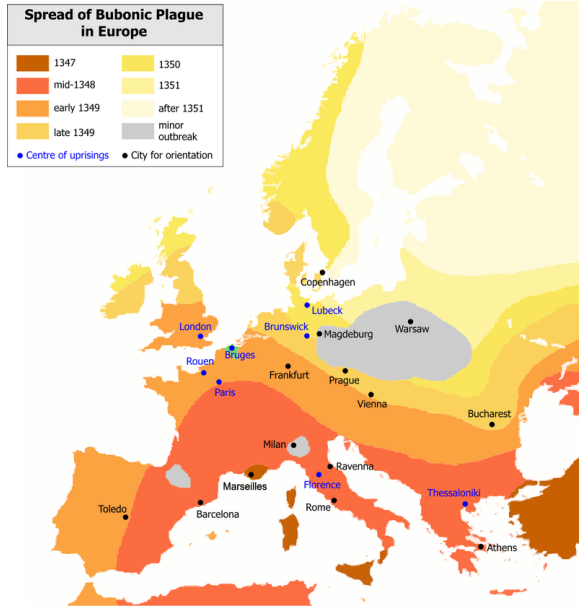 Spread of Bubonic Plague
in Europe
1347
mid-1348
early 1349
late 1349
1350
1351
after 1351
minor
outbreak
Centre of uprisings
City for orientation
Copenhagen
Lubeck
London
Brunswick
Magdeburg
Warsaw
Bruges
Rouen
Frankfurt
Prague
Paris
Vienna
Bucharest
Milan
Ravenna
Marseilles
Florence
Thessaloniki
Toledo
Barcelona
Rome
Athens